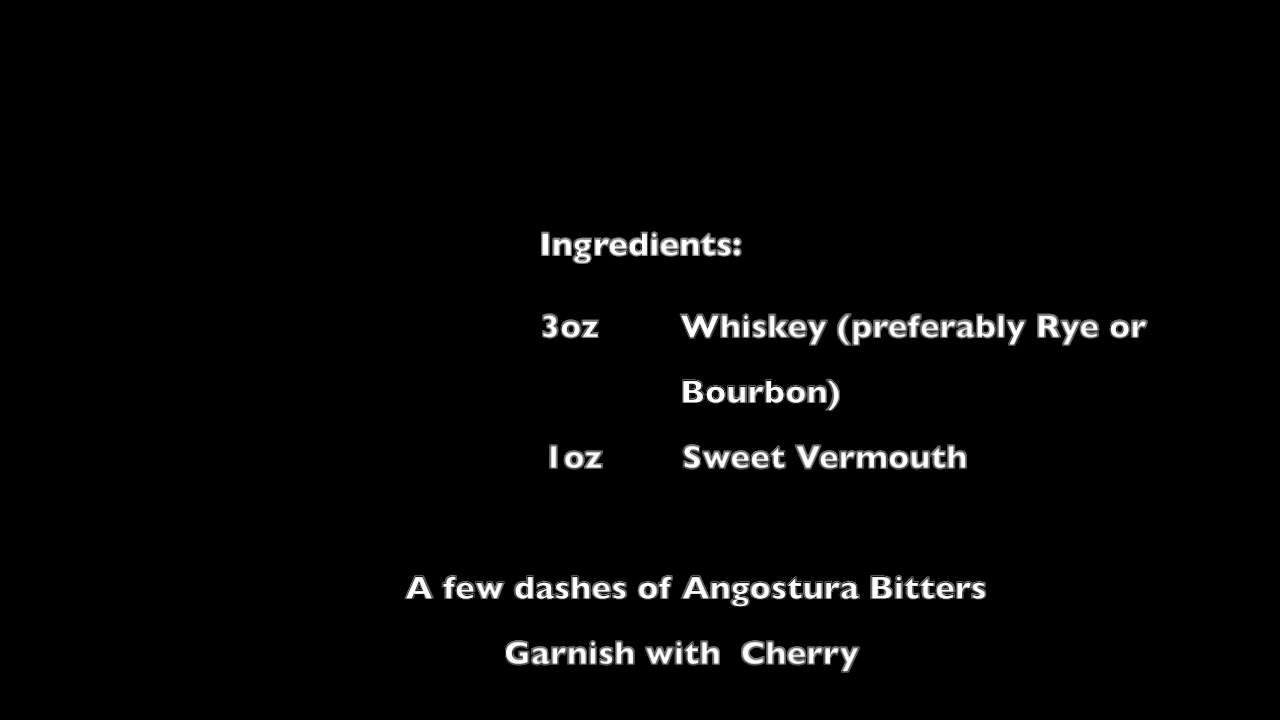 Ingredients:
3oz Whiskey (preferably Rye or
Bourbon)
1oz Sweet Vermouth
A few dashes of Angostura Bitters
Garnish with Cherry